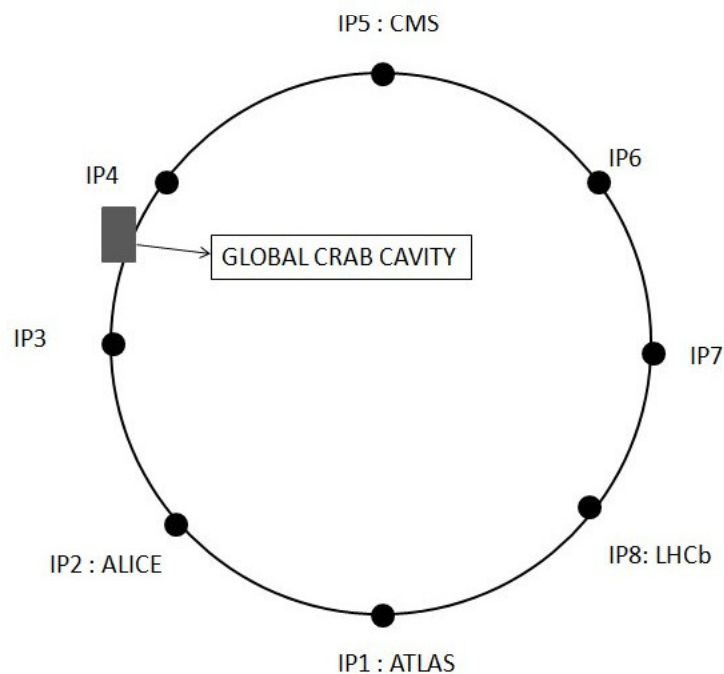 IP5 : CMS
IP4
IP6
GLOBAL CRAB CAVITY
IP3
IP7
IP2 : ALICE
IP8: LHCb
IP1 : ATLAS